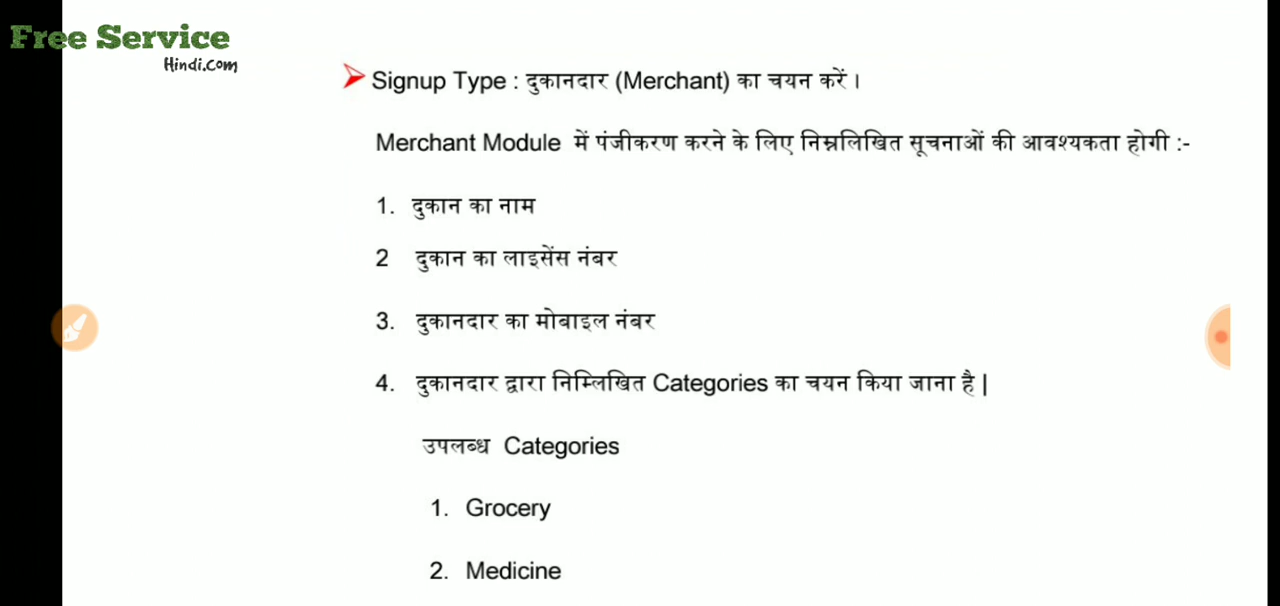 Free Service
Hindi.com
Signup Type : दुकानदार (Merchant) का चयन करें ।
Merchant Module में पंजीकरण करने के लिए निम्नलिखित सूचनाओं की आवश्यकता होगी :-
1. दुकान का नाम
2 दुकान का लाइसेंस नंबर
3. दुकानदार का मोबाइल नंबर
4. दुकानदार द्वारा निम्लिखित Categories का चयन किया जाना है |
उपलब्ध Categories
1. Grocery
2. Medicine